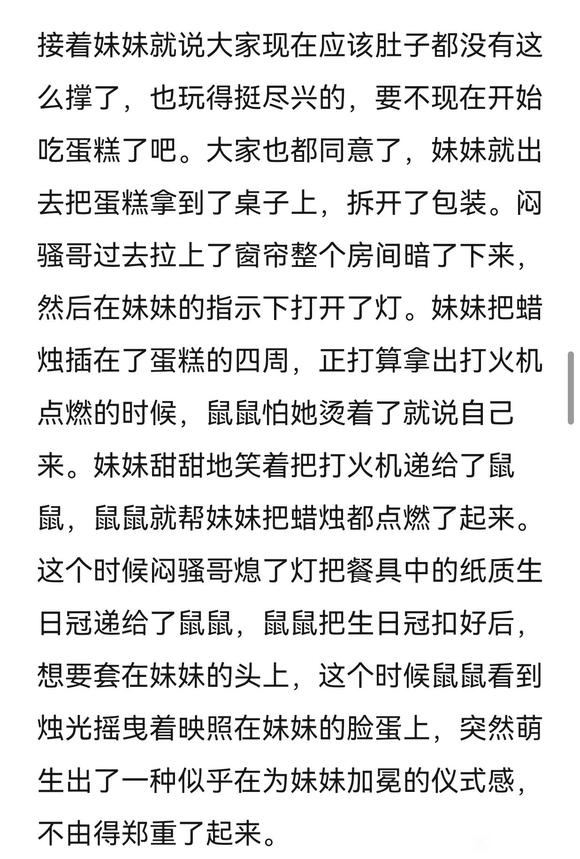 接着妹妹就说大家现在应该肚子都没有这
么撑了，也玩得挺尽兴的，要不现在开始
吃蛋糕了吧。大家也都同意了，妹妹就出
去把蛋糕拿到了桌子上，拆开了包装。闷
骚哥过去拉上了窗帘整个房间暗了下来，
然后在妹妹的指示下打开了灯。妹妹把蜡
烛插在了蛋糕的四周，正打算拿出打火机
点燃的时候，鼠鼠怕她烫着了就说自己
来。妹妹甜甜地笑着把打火机递给了鼠
鼠，鼠鼠就帮妹妹把蜡烛都点燃了起来。
这个时候闷骚哥熄了灯把餐具中的纸质生
日冠递给了鼠鼠，鼠鼠把生日冠扣好后，
想要套在妹妹的头上，这个时候鼠鼠看到
烛光摇曳着映照在妹妹的脸蛋上，突然萌
生出了一种似乎在为妹妹加冕的仪式感，
不由得郑重了起来。